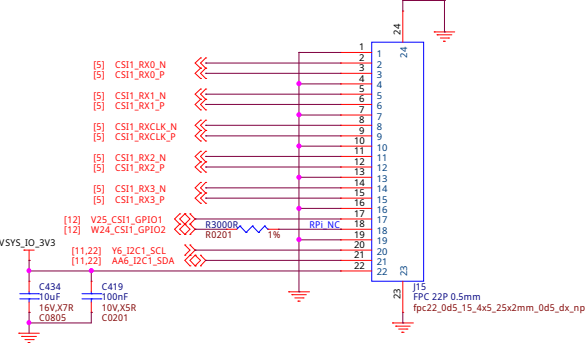 24
24
1 1
2 2
[5] CSI1_RX0_N
3 3
[5] CSI1_RX0_P
4 4
5 5
[5] CSI1_RX1_N
6 6
[5] CSI1_RX1_P
7 7
8 8
[5] CSI1_RXCLK_N
9 9
[5] CSI1_RXCLK_P
10 10
11 11
[5] CSI1_RX2_N
12 12
[5] CSI1_RX2_P
13 13
14 14
[5] CSI1_RX3_N
15 15
[5] CSI1_RX3_P
16 16
17 17
[12] V25_CSI1_GPIO1
[12] W24_CSI1_GPIO2 R3000R RPi_NC 18 18
R0201 1%
19 19
[11,22] Y6_I2C1_SCL 20 20
[11,22] AA6_I2C1_SDA 21 21
VSYS_IO_3V3
22 22
23
23
C434
10uF
16V,X7R
C0805
C419
100nF
10V,X5R
C0201
J15
FPC 22P 0.5mm
fpc22_0d5_15_4x5_25x2mm_0d5_dx_np